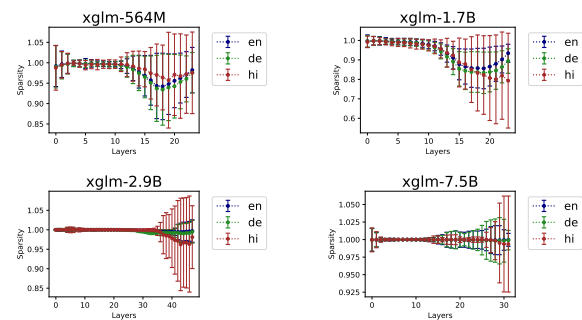 xglm-564M
1.05
1.00
0.95
0.90
0.85
Sparsity
0 10 20
Layers
en
de
hi
xglm-1.7B
1.0
0.9
0.8
0.7
0.6
Sparsity
0 5 10 15 20
Layers
en
de
hi
xglm-2.9B
1.05
1.00
0.95
0.90
0.85
Sparsity
0 10 20 30 40
Layers
en
de
hi
xglm-7.5B
1.050
1.025
1.000
0.975
0.950
0.925
Sparsity
0 10 20 30
Layers
en
de
hi